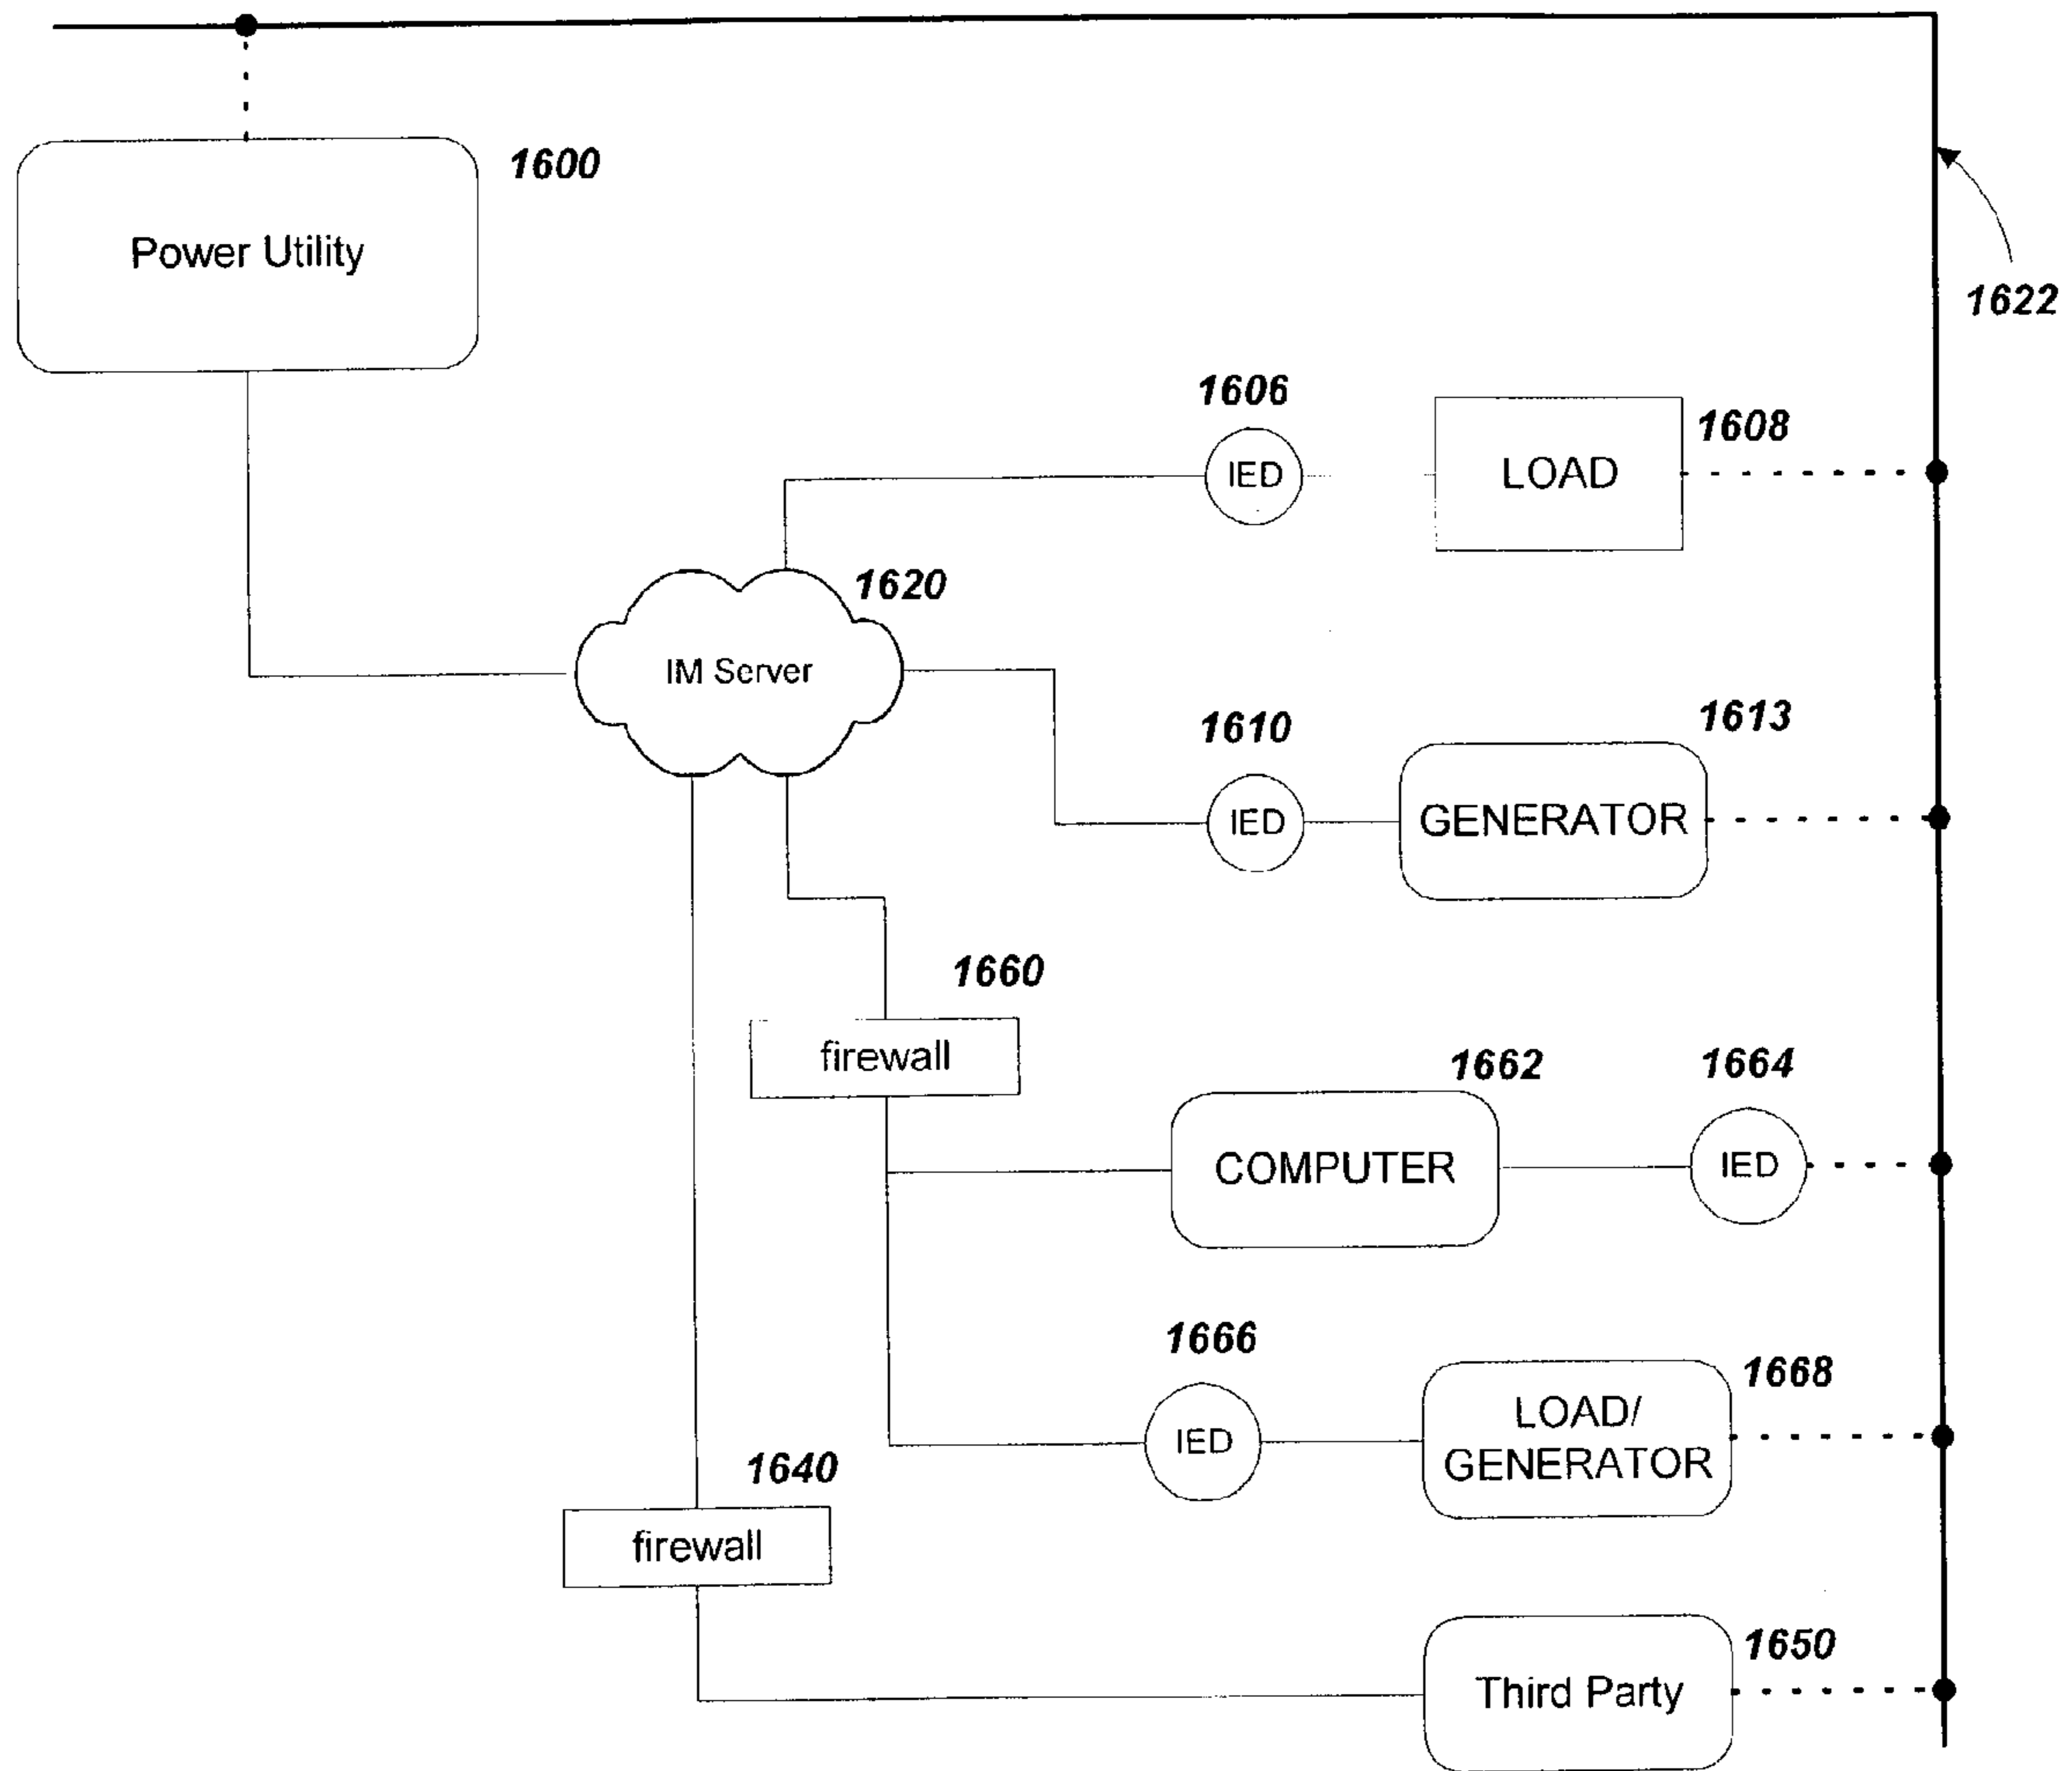 1600
Power Utility
1622
1606
1608
IED
LOAD
1620
IM Server
1613
1610
IED
GENERATOR
1660
firewall
1662
1664
COMPUTER
IED
1666
1668
LOAD/
GENERATOR
IED
1640
firewall
1650
Third Party